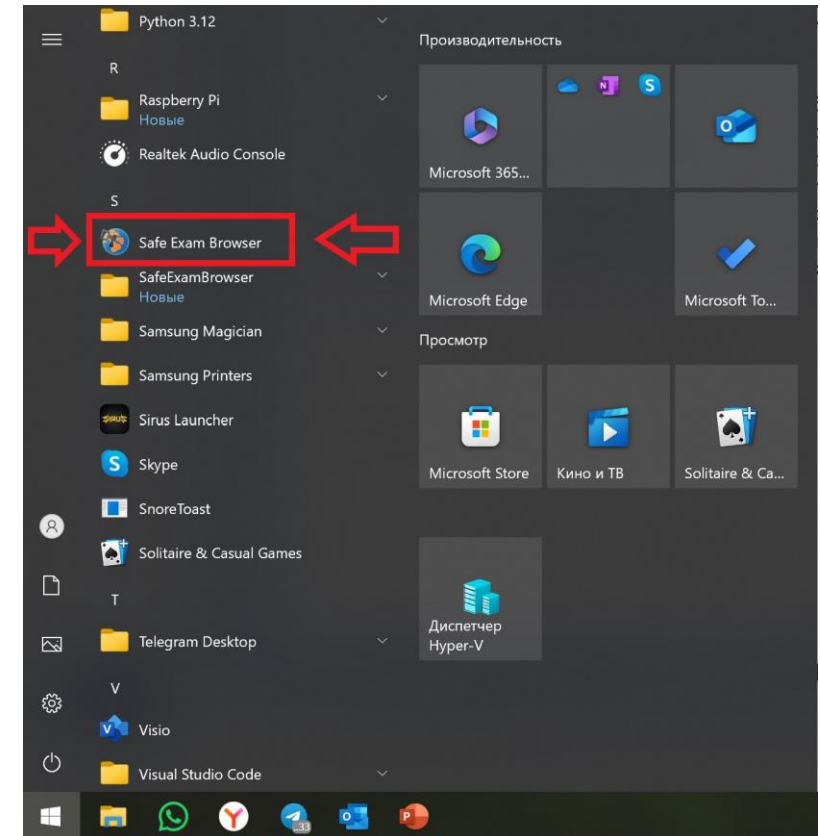 Python 3.12
R
Raspberry Pi
Новые
Realtek Audio Console
S
Safe Exam Browser
SafeExamBrowser
Новые
Samsung Magician
Samsung Printers
Sirus Launcher
Skype
SnoreToast
Solitaire & Casual Games
T
Telegram Desktop
V
Visio
Visual Studio Code
Производительность
Microsoft 365...
Microsoft Edge
Microsoft To...
Просмотр
Microsoft Store
Кино и ТВ
Solitaire & Ca...
Диспетчер
Hyper-V